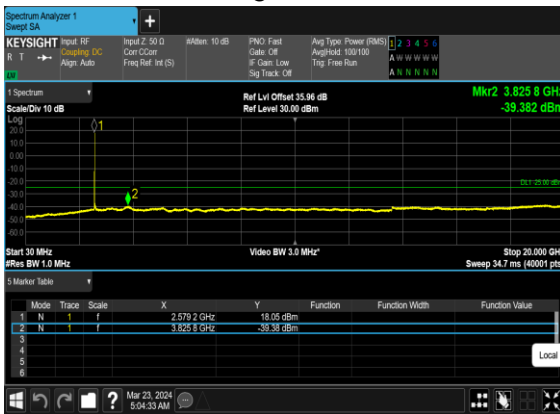 Spectrum Analyzer 1
Swept SA
KEYSIGHT Input: RF Input Z: 50 Ω #Atten: 10 dB PNO: Fast Avg Type: Power (RMS) 1 2 3 4 5 6
R T Coupling: DC Corr CCorr Gate: Off Avg|Hold: 100/100 A W W W W W
Align: Auto Freq Ref: Int (S) IF Gain: Low Trig: Free Run
LV Sig Track: Off A N N N N N
1 Spectrum Ref Lvl Offset 35.96 dB Mkr2 3.825 8 GHz
Scale/Div 10 dB Ref Level 30.00 dBm -39.382 dBm
Log
20.0
10.0
0.00
-10.0
-20.0
-30.0
-40.0
-50.0
-60.0
1
2
Start 30 MHz Video BW 3.0 MHz* Stop 20.000 GH
#Res BW 1.0 MHz Sweep 34.7 ms (40001 pts
5 Marker Table
Mode Trace Scale X Y Function Function Width Function Value
1 N 1 f 2.579 2 GHz 18.05 dBm
2 N 1 f 3.825 8 GHz -39.38 dBm
3
4
5
6
Local
? Mar 23, 2024
5:04:33 AM